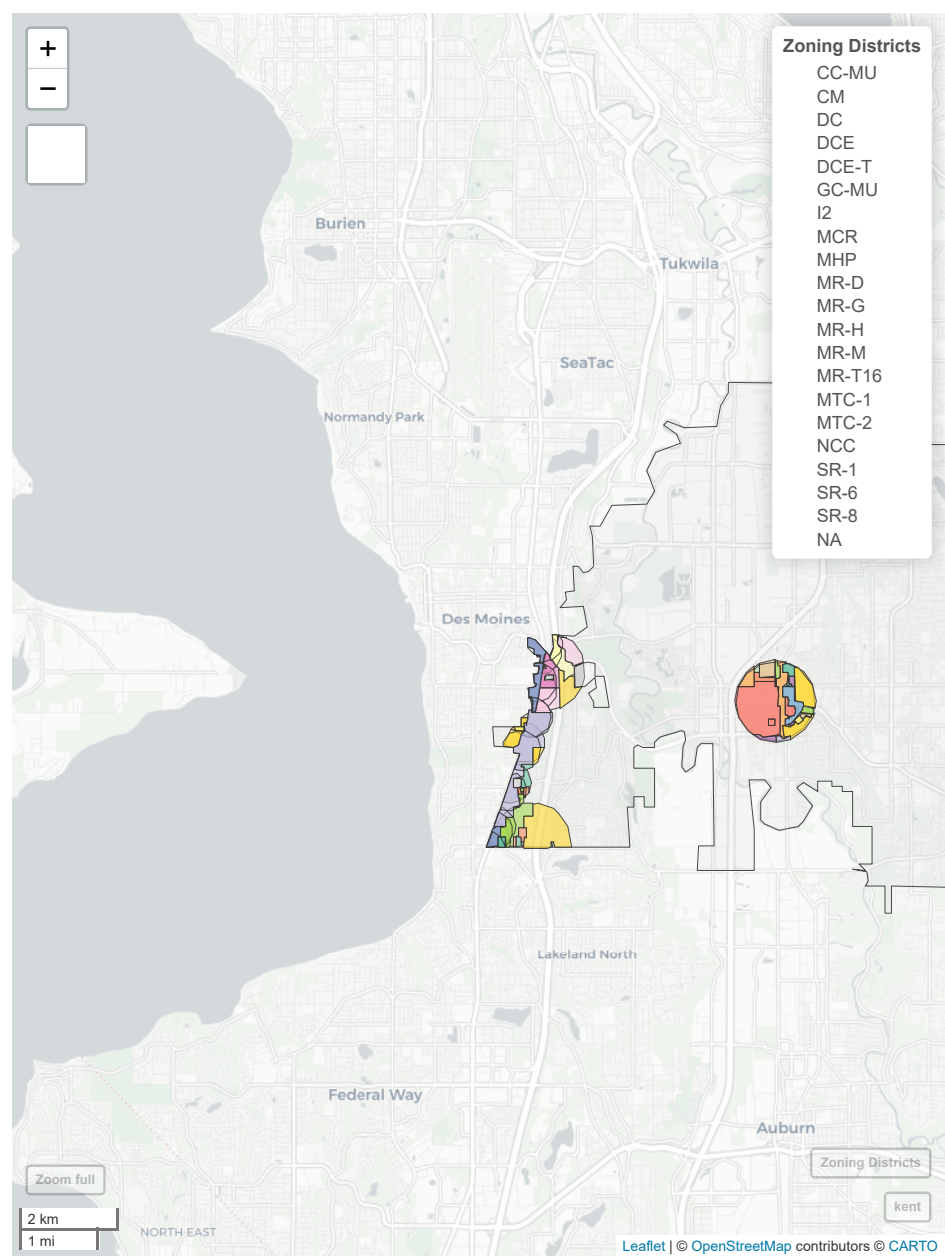 +
−
Zoning Districts
CC-MU
CM
DC
DCE
DCE-T
GC-MU
I2
MCR
MHP
MR-D
MR-G
MR-H
MR-M
MR-T16
MTC-1
MTC-2
NCC
SR-1
SR-6
SR-8
NA
Burien
Tukwila
SeaTac
Normandy Park
Des Moines
Lakeland North
Federal Way
Auburn
Zoning Districts
Zoom full
kent
2 km
1 mi
NORTH EAST
Leaflet | © OpenStreetMap contributors © CARTO